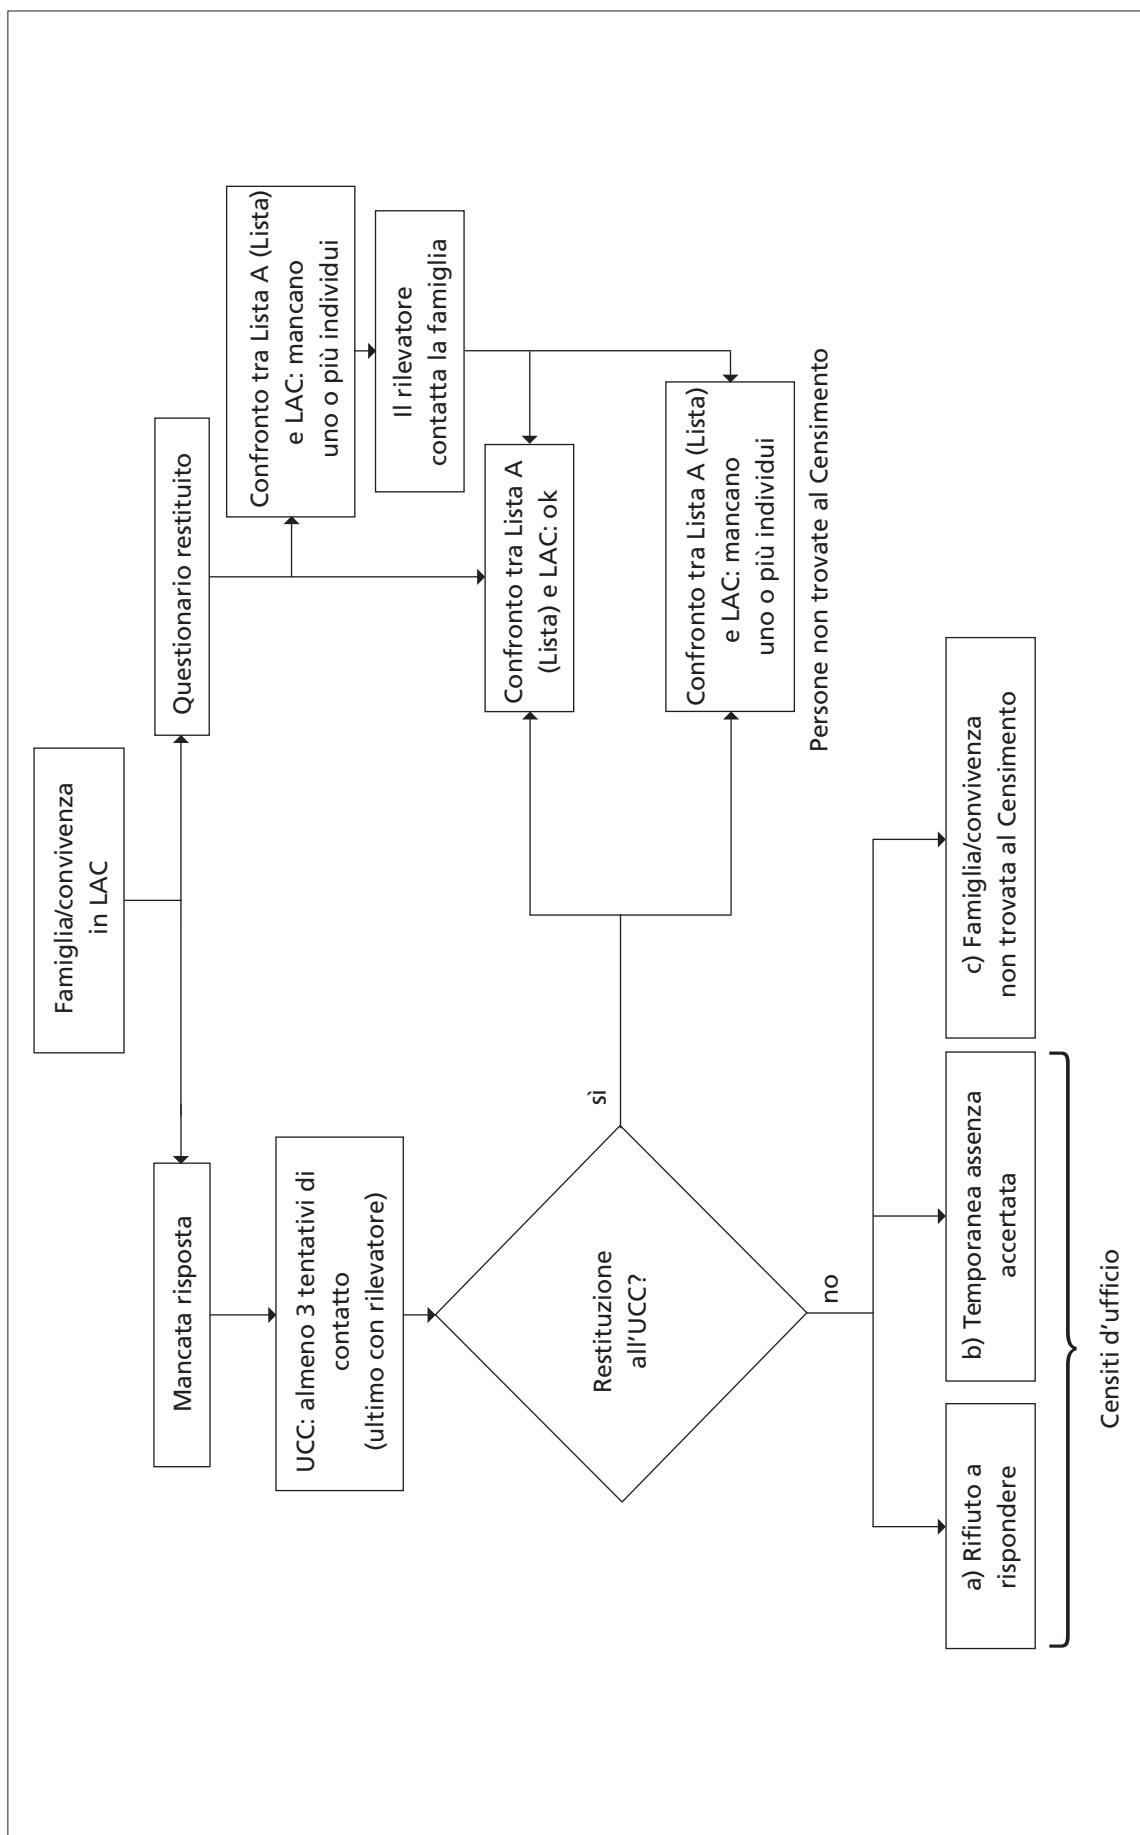 Famiglia/convivenza
in LAC
Mancata risposta
Questionario restituito
UCC: almeno 3 tentativi di
contatto
(ultimo con rilevatore)
Confronto tra Lista A (Lista)
e LAC: mancano
uno o più individui
Il rilevatore
contatta la famiglia
Restituzione
all'UCC?
sì
no
Confronto tra Lista A
(Lista) e LAC: ok
Confronto tra Lista A (Lista)
e LAC: mancano
uno o più individui
Persone non trovate al Censimento
a) Rifiuto a
rispondere
b) Temporanea assenza
accertata
c) Famiglia/convivenza
non trovata al Censimento
Censiti d'ufficio